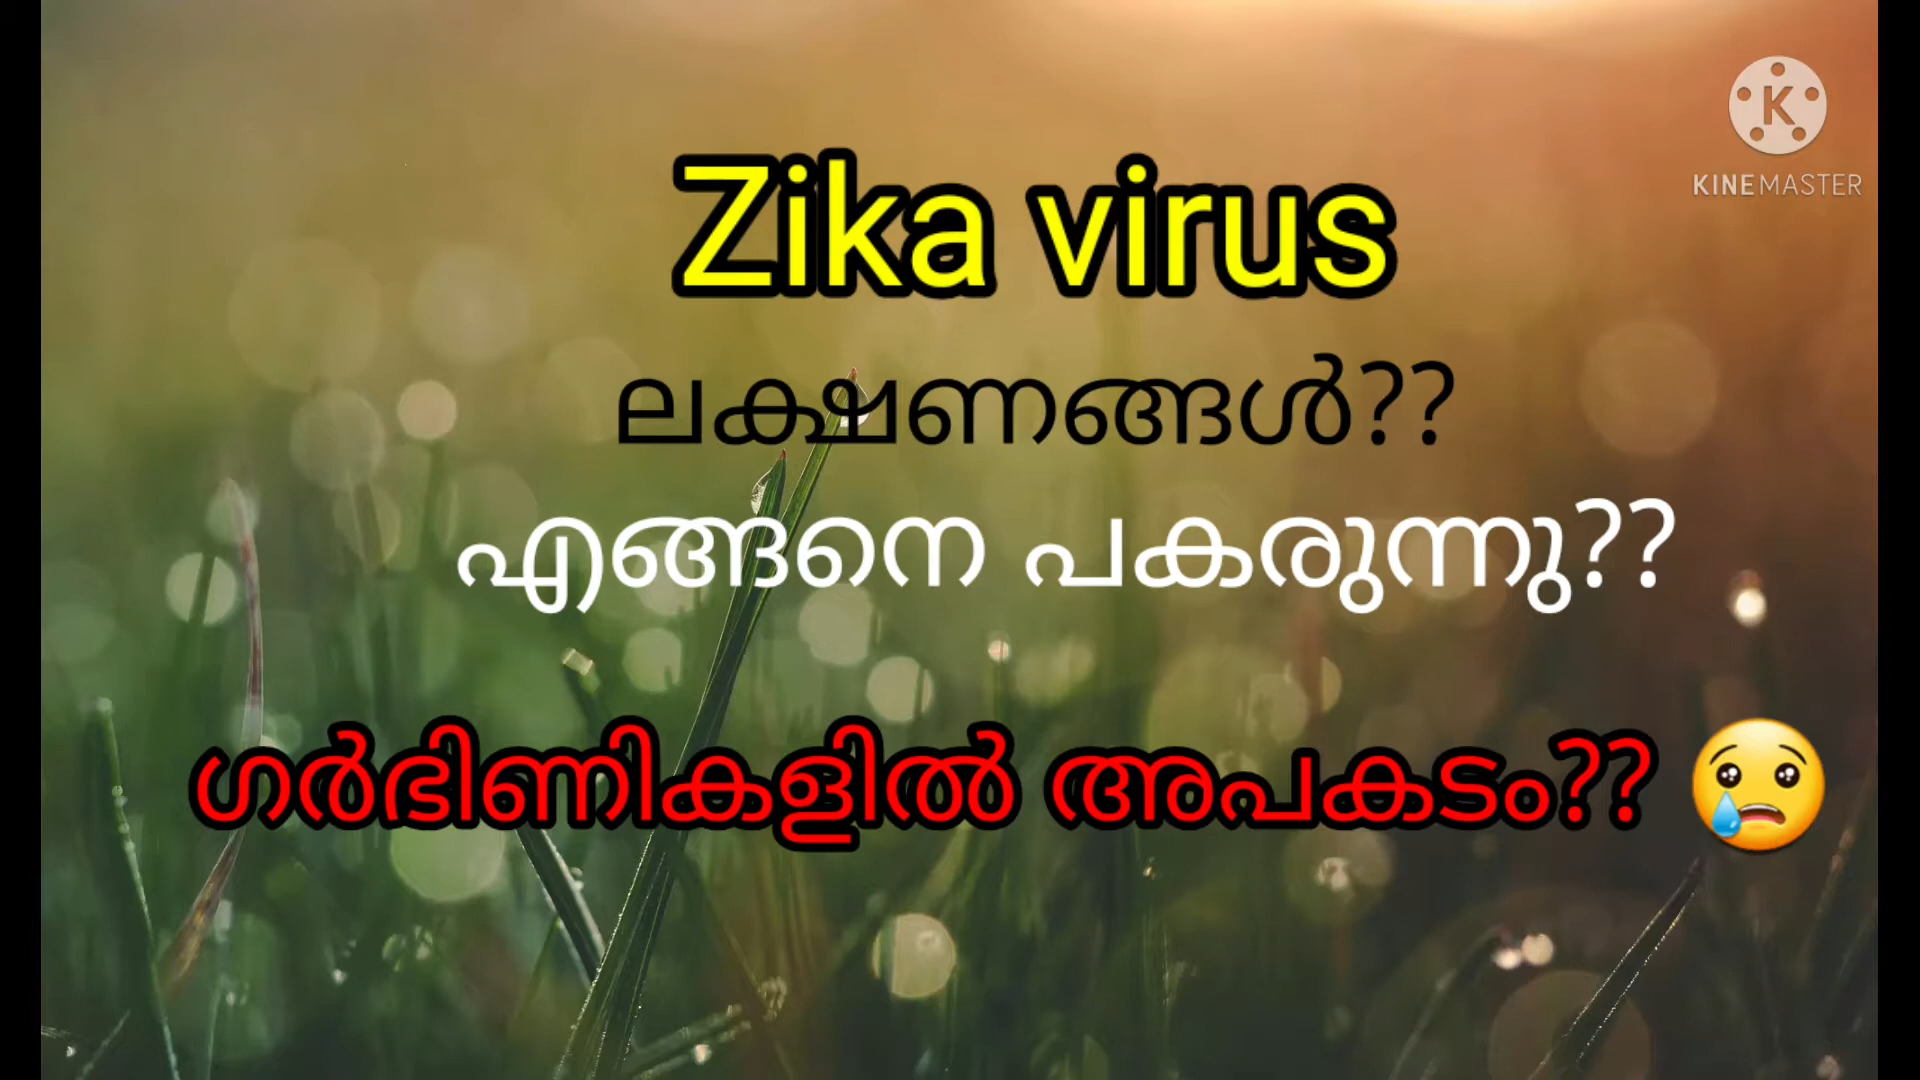 KINEMASTER
Zika virus
ലക്ഷണങ്ങൾ??
എങ്ങനെ പകരുന്നു??
ഗർഭിണികളിൽ അപകടം?? 😢